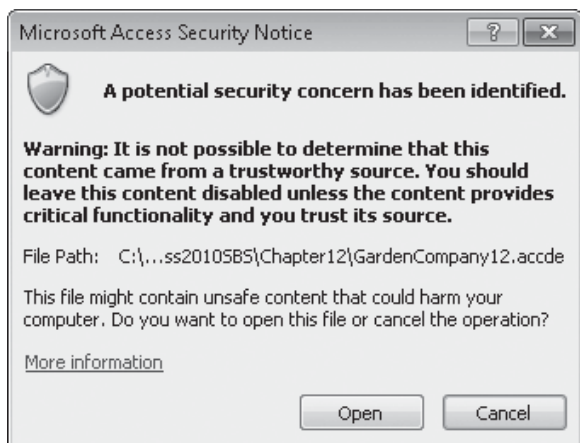 Microsoft Access Security Notice
A potential security concern has been identified.
Warning: It is not possible to determine that this
content came from a trustworthy source. You should
leave this content disabled unless the content provides
critical functionality and you trust its source.
File Path: C:\...ss2010SBS\Chapter12\GardenCompany12.accde
This file might contain unsafe content that could harm your
computer. Do you want to open this file or cancel the operation?
More information
Open Cancel